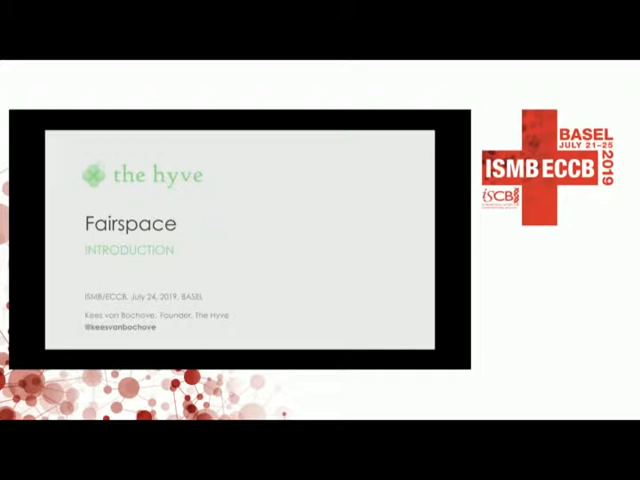 the hyve
Fairspace
INTRODUCTION
ISMB/ECCB, July 24, 2019, BASEL
Kees van Bochove, Founder, The Hyve
@keesvanbochove
BASEL
JULY 21-25
2019
ISMB ECCB
ISCB